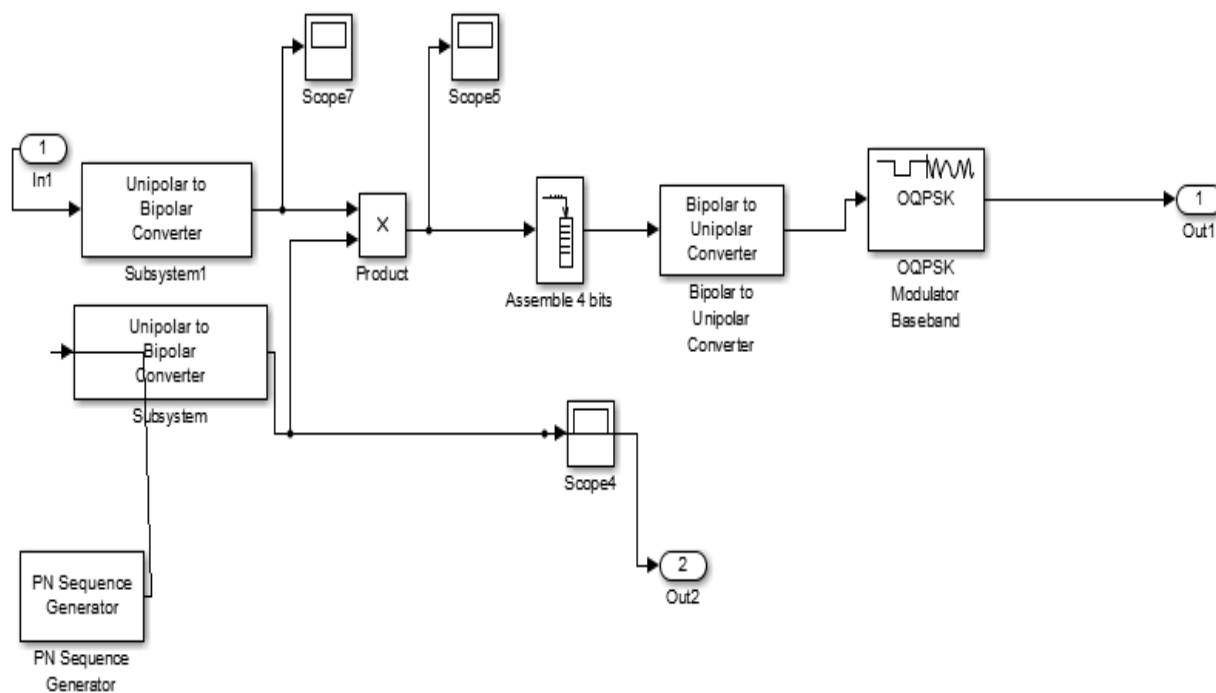 Scope7
Scope5
1
In1
Unipolar to
Bipolar
Converter
Subsystem1
X
Product
Assemble 4 bits
Bipolar to
Unipolar
Converter
Bipolar to
Unipolar
Converter
OQPSK
OQPSK
Modulator
Baseband
1
Out1
Unipolar to
Bipolar
Converter
Subsystem
Scope4
2
Out2
PN Sequence
Generator
PN Sequence
Generator